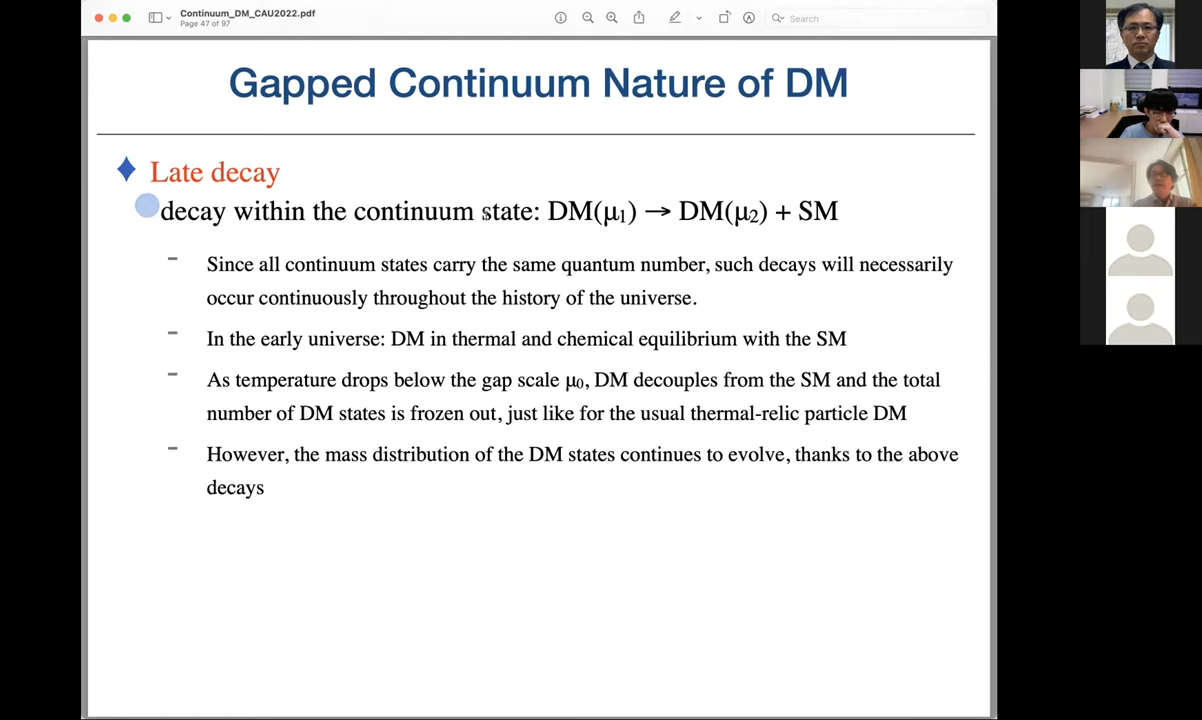 Continuum_DM_CAU2022.pdf
Page 47 of 97
Search
Gapped Continuum Nature of DM
Late decay
decay within the continuum state: DM(μ₁) → DM(μ₂) + SM
- Since all continuum states carry the same quantum number, such decays will necessarily
occur continuously throughout the history of the universe.
- In the early universe: DM in thermal and chemical equilibrium with the SM
- As temperature drops below the gap scale μ₀, DM decouples from the SM and the total
number of DM states is frozen out, just like for the usual thermal-relic particle DM
- However, the mass distribution of the DM states continues to evolve, thanks to the above
decays